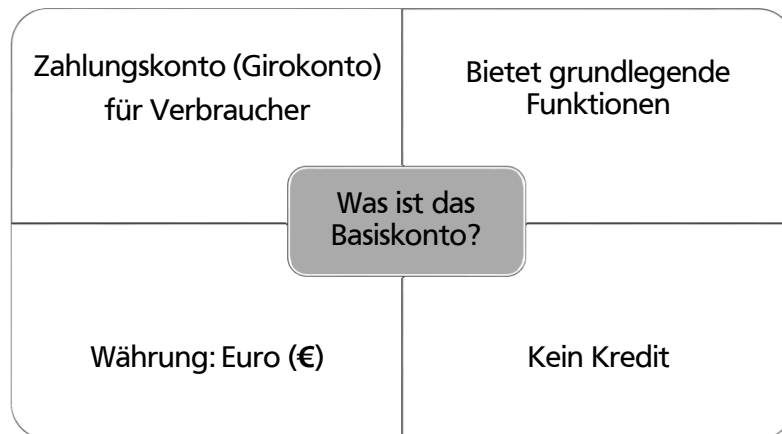 Zahlungskonto (Girokonto)
für Verbraucher
Bietet grundlegende
Funktionen
Was ist das
Basiskonto?
Währung: Euro (€)
Kein Kredit